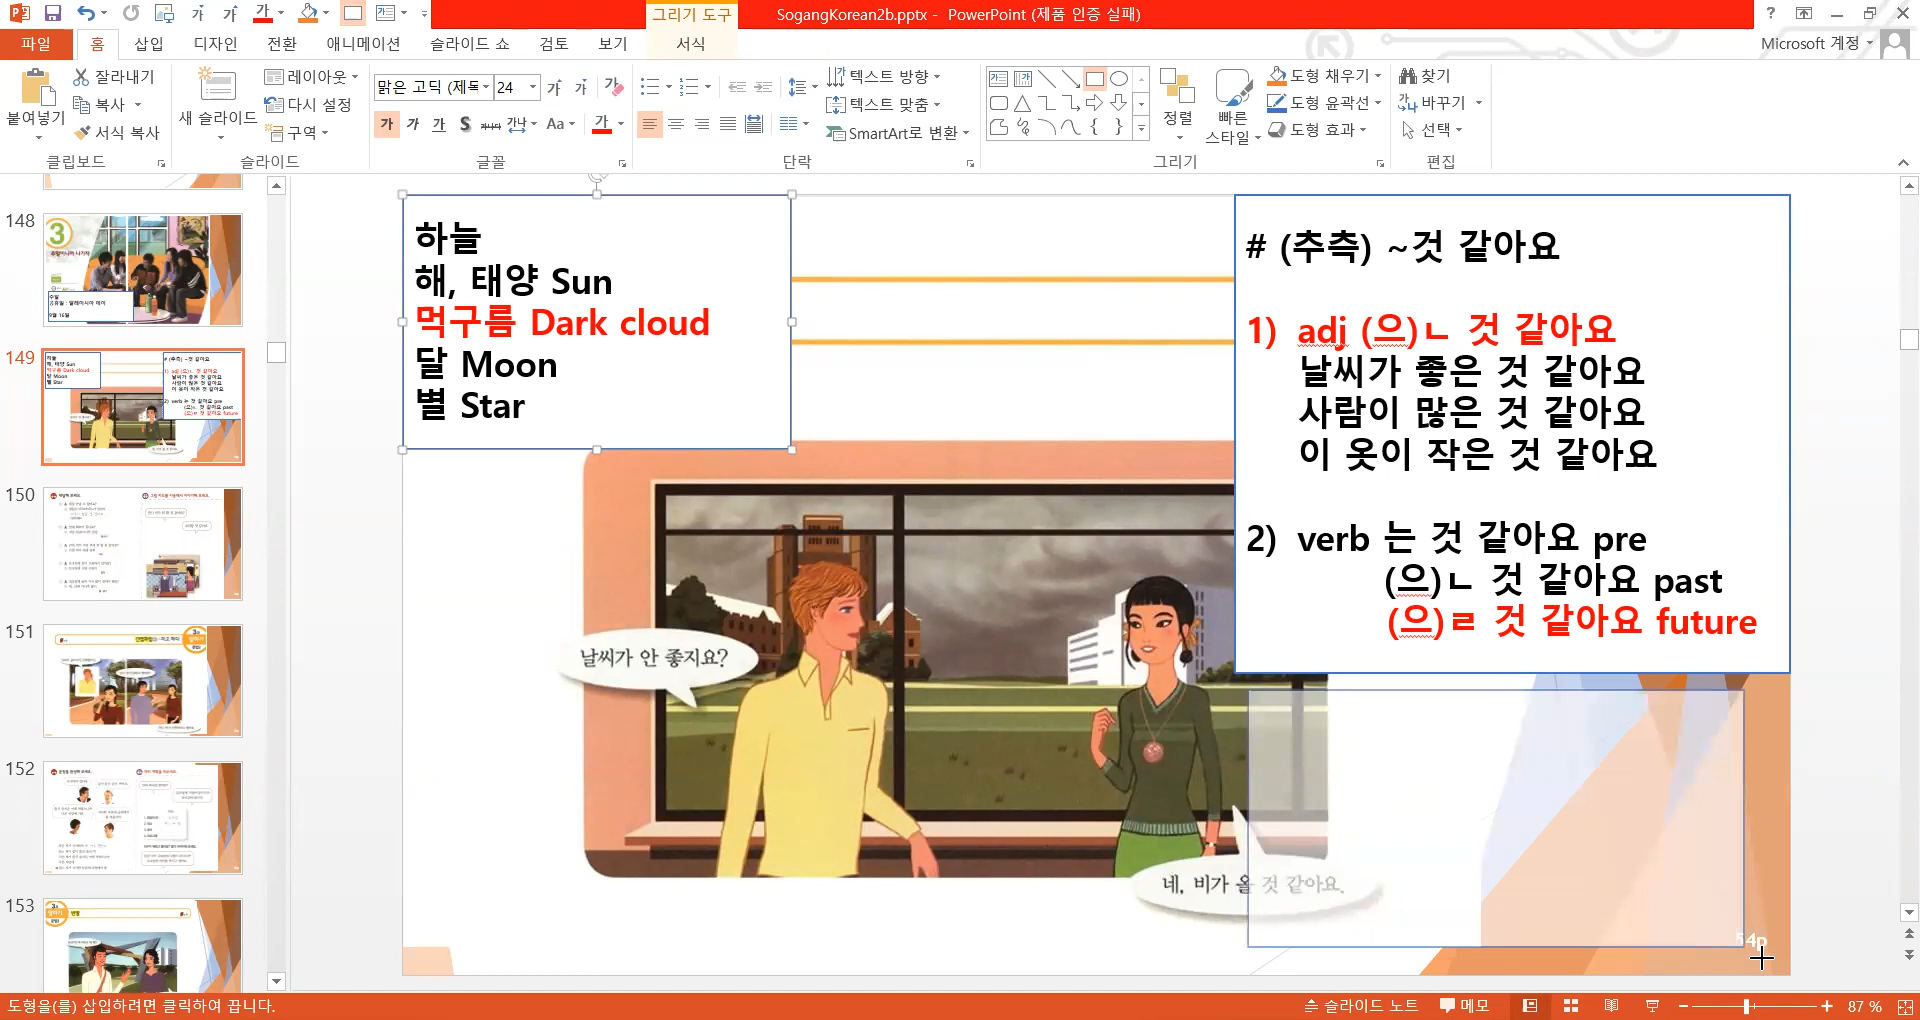 그리기 도구
SogangKorean2b.pptx - PowerPoint (제품 인증 실패)
파일
홈
삽입
디자인
전환
애니메이션
슬라이드 쇼
검토
보기
서식
Microsoft 계정
붙여넣기
잘라내기
복사
서식 복사
클립보드
새 슬라이드
레이아웃
다시 설정
구역
슬라이드
맑은 고딕 (제목
24
글꼴
텍스트 방향
텍스트 맞춤
SmartArt로 변환
단락
정렬
빠른 스타일
도형 채우기
도형 윤곽선
도형 효과
그리기
찾기
바꾸기
선택
편집
148
149
150
151
152
153
하늘
해, 태양 Sun
먹구름 Dark cloud
달 Moon
별 Star
# (추측) ~것 같아요
1) adj (으)ㄴ 것 같아요
날씨가 좋은 것 같아요
사람이 많은 것 같아요
이 옷이 작은 것 같아요
2) verb 는 것 같아요 pre
(으)ㄴ 것 같아요 past
(으)ㄹ 것 같아요 future
날씨가 안 좋지요?
네, 비가 올 것 같아요.
54p
도형을(를) 삽입하려면 클릭하여 끕니다.
슬라이드 노트
메모
87 %